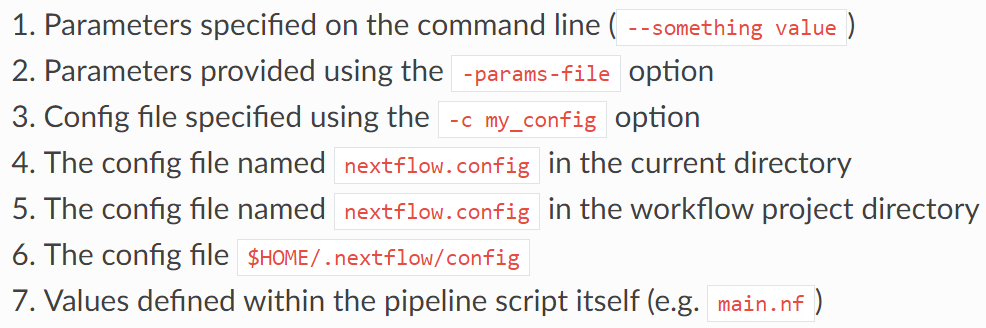 1. Parameters specified on the command line (--something value)
2. Parameters provided using the -params-file option
3. Config file specified using the -c my_config option
4. The config file named nextflow.config in the current directory
5. The config file named nextflow.config in the workflow project directory
6. The config file $HOME/.nextflow/config
7. Values defined within the pipeline script itself (e.g. main.nf)